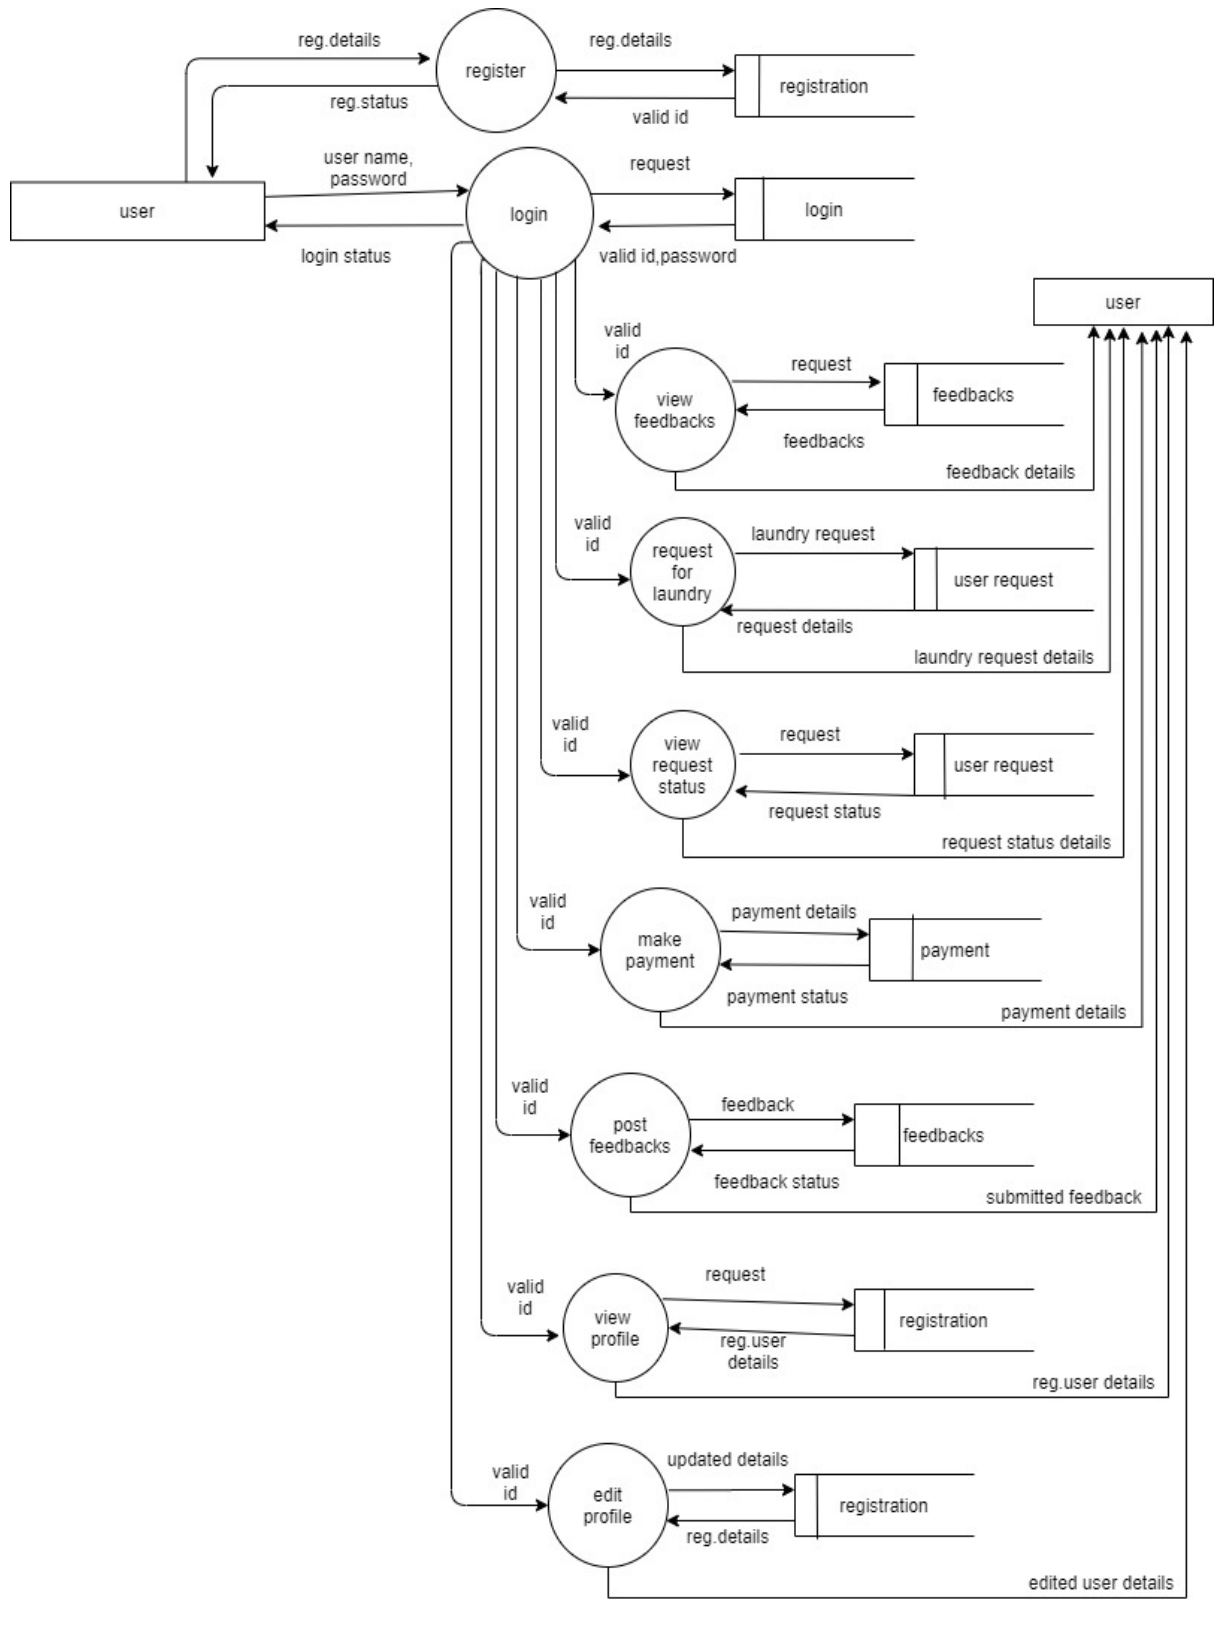 reg.details
reg.details
register
registration
reg.status
valid id
user name,
password
request
user
login
login
login status
valid id,password
user
valid
id
request
view
feedbacks
feedbacks
feedbacks
feedback details
valid
id
laundry request
request
for
laundry
user request
request details
laundry request details
valid
id
request
view
request
status
user request
request status
request status details
valid
id
payment details
make
payment
payment
payment status
payment details
valid
id
feedback
post
feedbacks
feedbacks
feedback status
submitted feedback
valid
id
request
view
profile
registration
reg.user
details
reg.user details
valid
id
updated details
edit
profile
registration
reg.details
edited user details